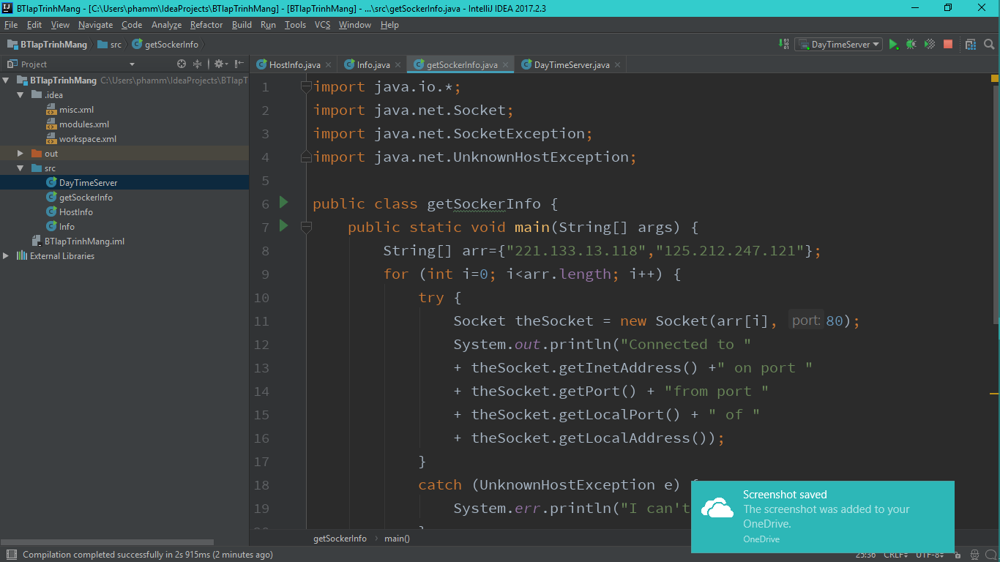 BTlapTrinhMang - [C:\Users\phamm\IdeaProjects\BTlapTrinhMang] - [BTlapTrinhMang] - ...\src\getSockerInfo.java - IntelliJ IDEA 2017.2.3
File Edit View Navigate Code Analyze Refactor Build Run Tools VCS Window Help
BTlapTrinhMang src getSockerInfo DayTimeServer
Project
HostInfo.java Info.java getSockerInfo.java DayTimeServer.java
BTlapTrinhMang C:\Users\phamm\IdeaProjects\BTlapT
.idea
misc.xml
modules.xml
workspace.xml
out
src
DayTimeServer
getSockerInfo
HostInfo
Info
BTlapTrinhMang.iml
External Libraries
1 import java.io.*;
2 import java.net.Socket;
3 import java.net.SocketException;
4 import java.net.UnknownHostException;
5
6 public class getSockerInfo {
7 public static void main(String[] args) {
8 String[] arr={"221.133.13.118","125.212.247.121"};
9 for (int i=0; i<arr.length; i++) {
10 try {
11 Socket theSocket = new Socket(arr[i], port: 80);
12 System.out.println("Connected to "
13 + theSocket.getInetAddress() +" on port "
14 + theSocket.getPort() + "from port "
15 + theSocket.getLocalPort() + " of "
16 + theSocket.getLocalAddress());
17 }
18 catch (UnknownHostException e) {
19 System.err.println("I can't
getSockerInfo main()
Screenshot saved
The screenshot was added to your
OneDrive.
OneDrive
Compilation completed successfully in 2s 915ms (2 minutes ago) 25:36 CRLF UTF-8